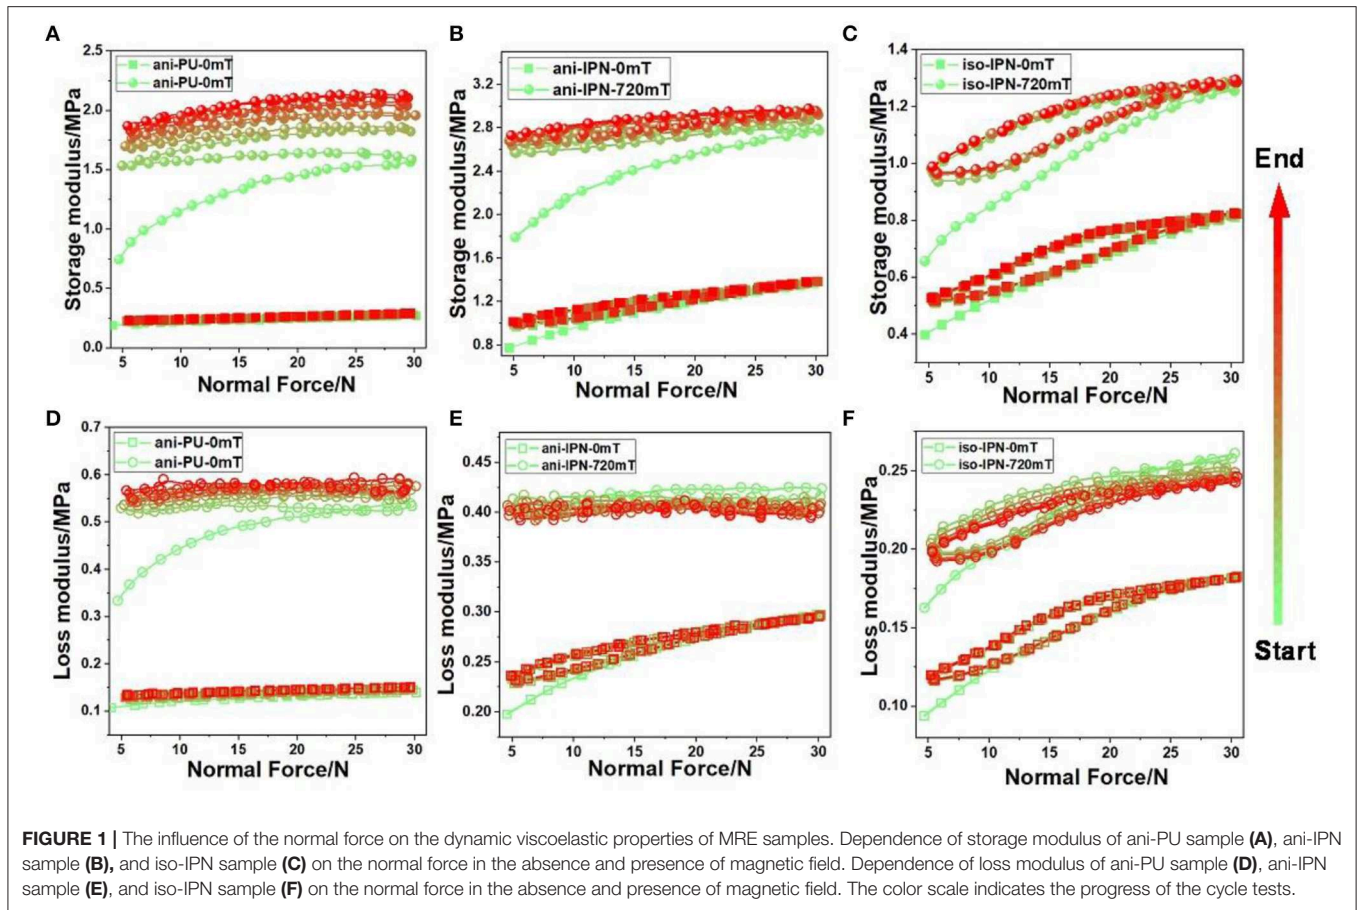 A
2.5
2.0
1.5
1.0
0.5
0.0
Storage modulus/MPa
ani-PU-0mT
ani-PU-0mT
5 10 15 20 25 30
Normal Force/N
B
3.2
2.8
2.4
2.0
1.6
1.2
0.8
Storage modulus/MPa
ani-IPN-0mT
ani-IPN-720mT
5 10 15 20 25 30
Normal Force/N
C
1.4
1.2
1.0
0.8
0.6
0.4
Storage modulus/MPa
iso-IPN-0mT
iso-IPN-720mT
5 10 15 20 25 30
Normal Force/N
End
Start
D
0.7
0.6
0.5
0.4
0.3
0.2
0.1
Loss modulus/MPa
ani-PU-0mT
ani-PU-0mT
5 10 15 20 25 30
Normal Force/N
E
0.45
0.40
0.35
0.30
0.25
0.20
Loss modulus/MPa
ani-IPN-0mT
ani-IPN-720mT
5 10 15 20 25 30
Normal Force/N
F
0.25
0.20
0.15
0.10
Loss modulus/MPa
iso-IPN-0mT
iso-IPN-720mT
5 10 15 20 25 30
Normal Force/N
FIGURE 1 | The influence of the normal force on the dynamic viscoelastic properties of MRE samples. Dependence of storage modulus of ani-PU sample (A), ani-IPN
sample (B), and iso-IPN sample (C) on the normal force in the absence and presence of magnetic field. Dependence of loss modulus of ani-PU sample (D), ani-IPN
sample (E), and iso-IPN sample (F) on the normal force in the absence and presence of magnetic field. The color scale indicates the progress of the cycle tests.